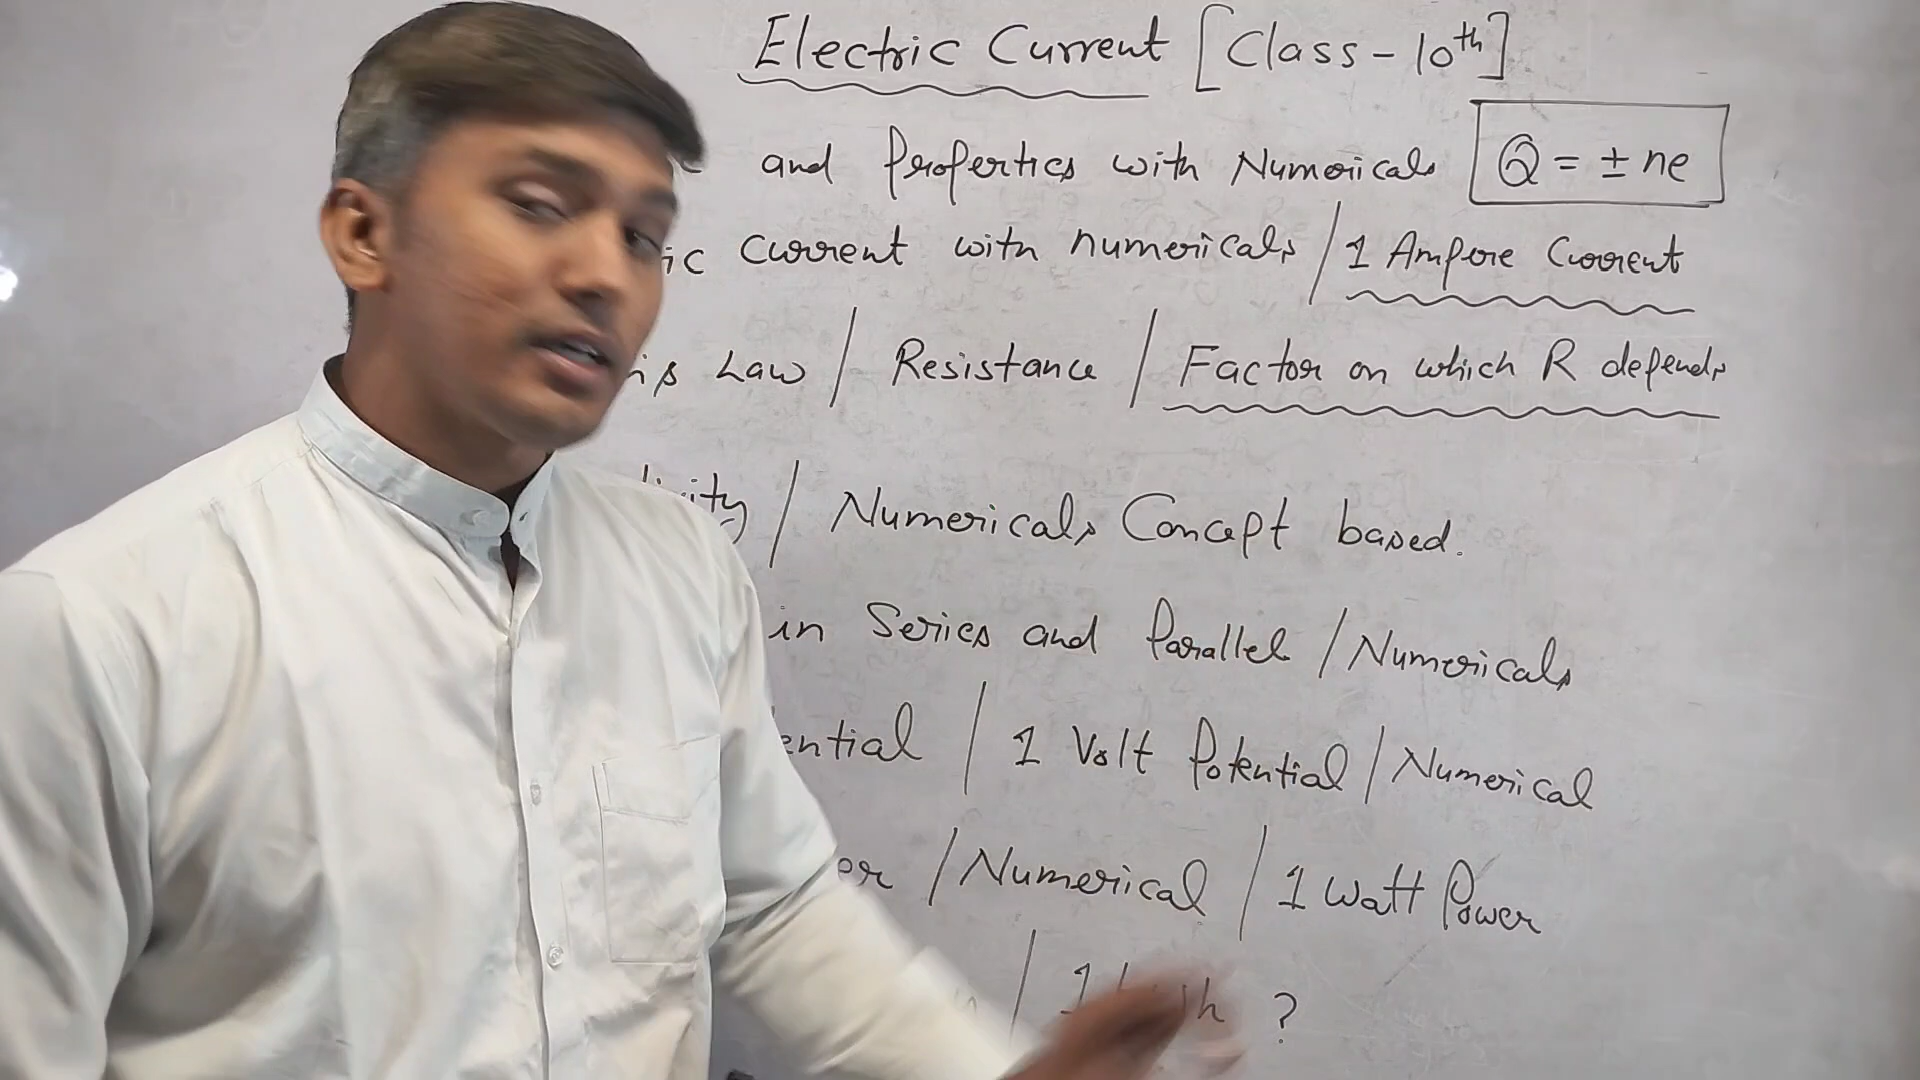 Electric Current [Class - 10th]
and Properties with Numericals Q = ± ne
ic Current with numericals / 1 Ampere Current
Law / Resistance / Factor on which R depends
/ Numericals Concept based.
in Series and Parallel / Numericals
ential / 1 Volt Potential / Numerical
er / Numerical / 1 Watt Power
/ 1 ?